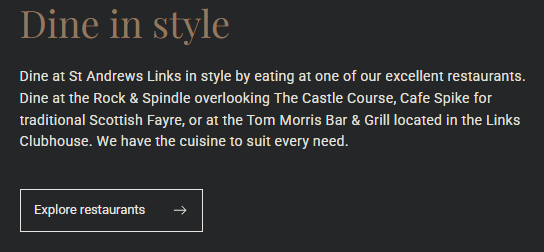 Dine in style
Dine at St Andrews Links in style by eating at one of our excellent restaurants.
Dine at the Rock & Spindle overlooking The Castle Course, Cafe Spike for
traditional Scottish Fayre, or at the Tom Morris Bar & Grill located in the Links
Clubhouse. We have the cuisine to suit every need.
Explore restaurants →